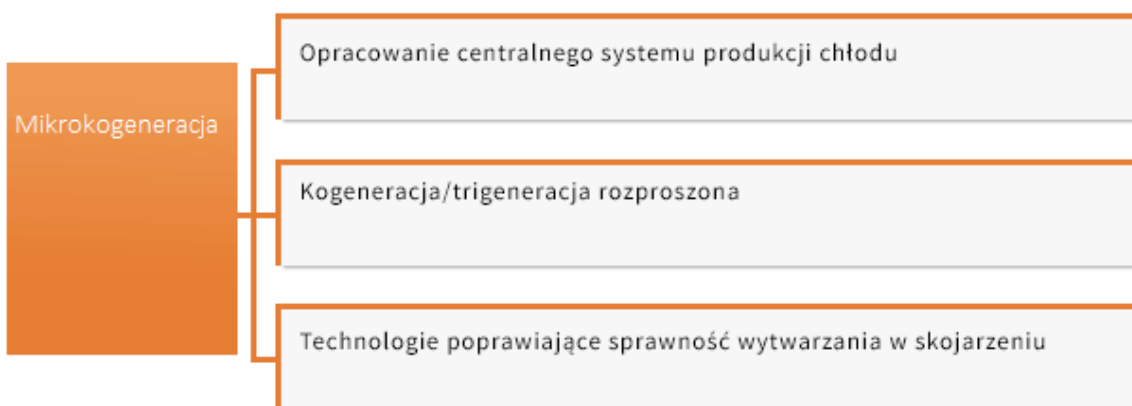 Mikrokogeneracja
Opracowanie centralnego systemu produkcji chłodu
Kogeneracja/trigeneracja rozproszona
Technologie poprawiające sprawność wytwarzania w skojarzeniu